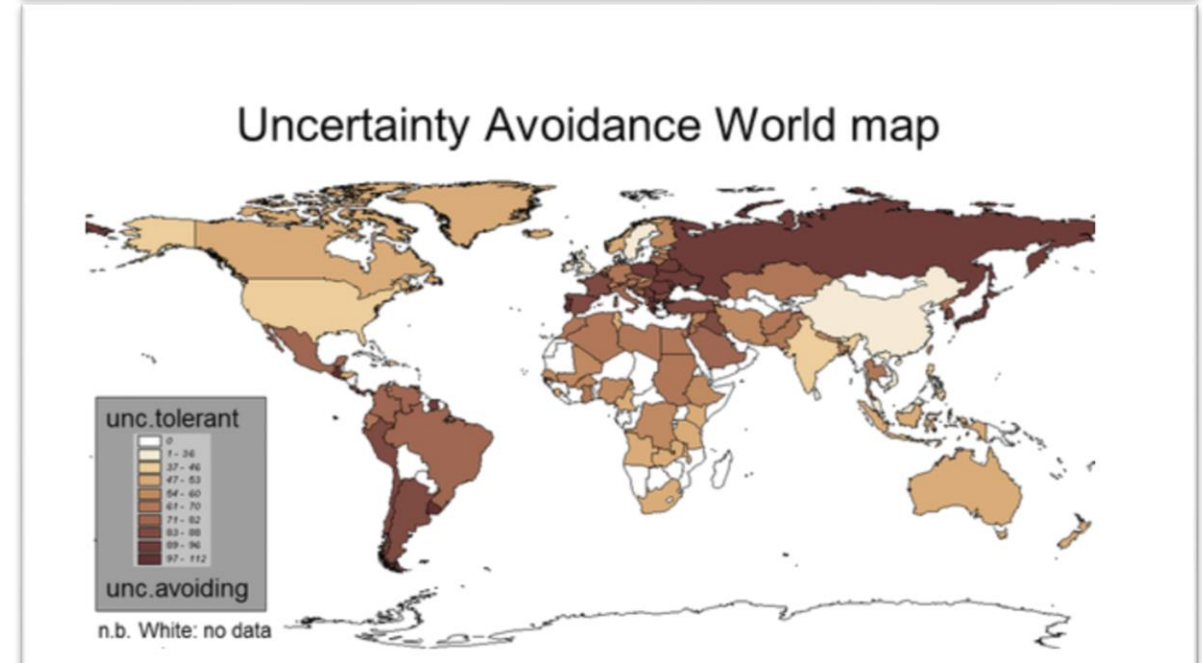 Uncertainty Avoidance World map
unc.tolerant
0
1 - 36
37 - 46
47 - 53
54 - 60
61 - 70
71 - 82
83 - 88
89 - 96
97 - 112
unc.avoiding
n.b. White: no data